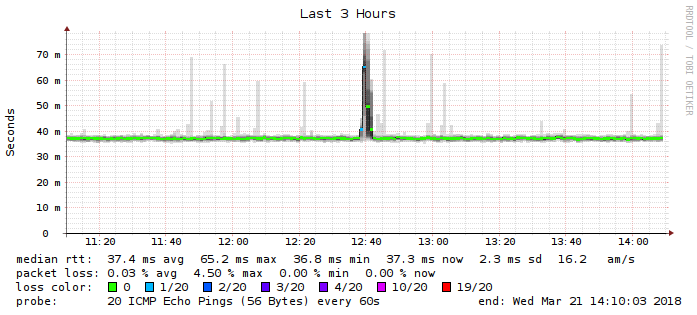 Last 3 Hours
RRDTOOL / TOBI OETIKER
Seconds
70 m
60 m
50 m
40 m
30 m
20 m
10 m
0
11:20 11:40 12:00 12:20 12:40 13:00 13:20 13:40 14:00
median rtt: 37.4 ms avg 65.2 ms max 36.8 ms min 37.3 ms now 2.3 ms sd 16.2 am/s
packet loss: 0.03 % avg 4.50 % max 0.00 % min 0.00 % now
loss color: 0 1/20 2/20 3/20 4/20 10/20 19/20
probe: 20 ICMP Echo Pings (56 Bytes) every 60s end: Wed Mar 21 14:10:03 2018